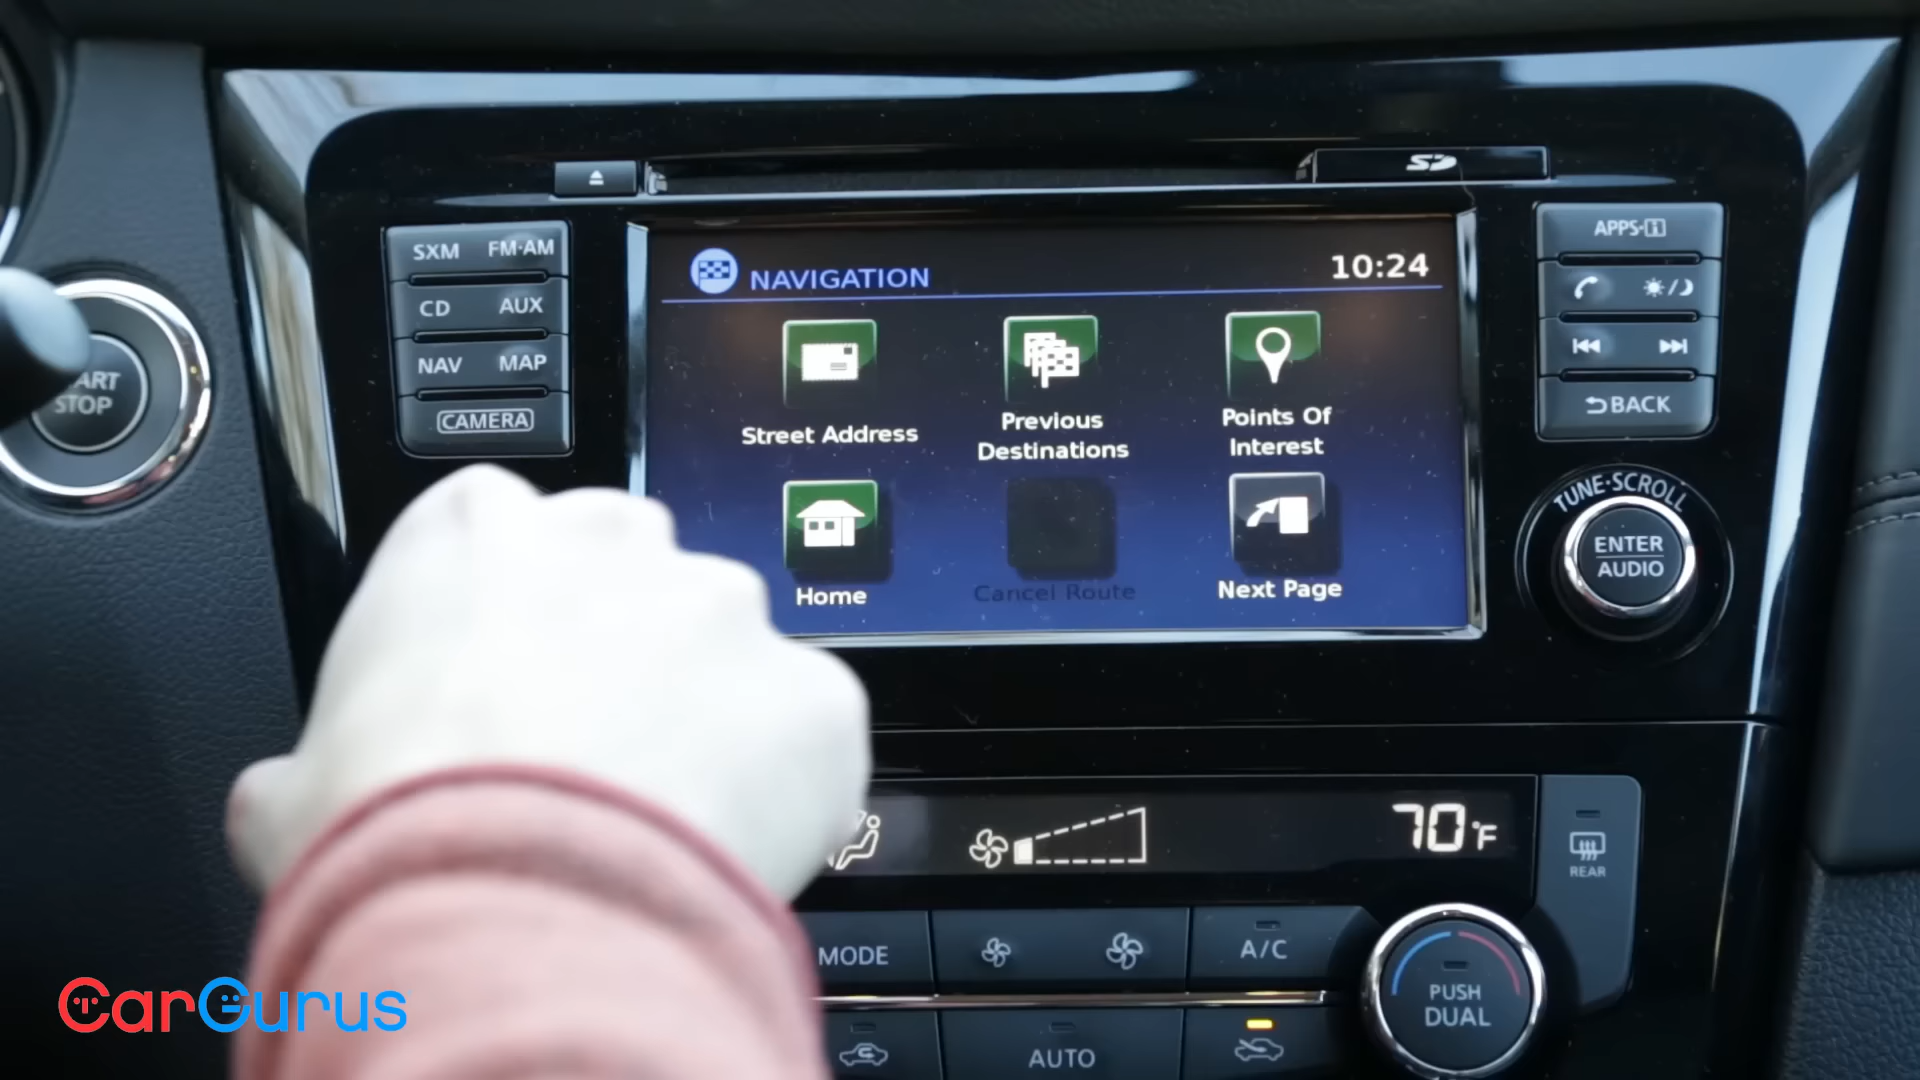 SD
SXM FM·AM
CD AUX
NAV MAP
CAMERA
NAVIGATION
10:24
Street Address
Previous
Destinations
Points Of
Interest
Home
Cancel Route
Next Page
APPS·i
BACK
TUNE·SCROLL
ENTER
AUDIO
ART
STOP
70°F
REAR
MODE
A/C
PUSH
DUAL
AUTO
CarGurus